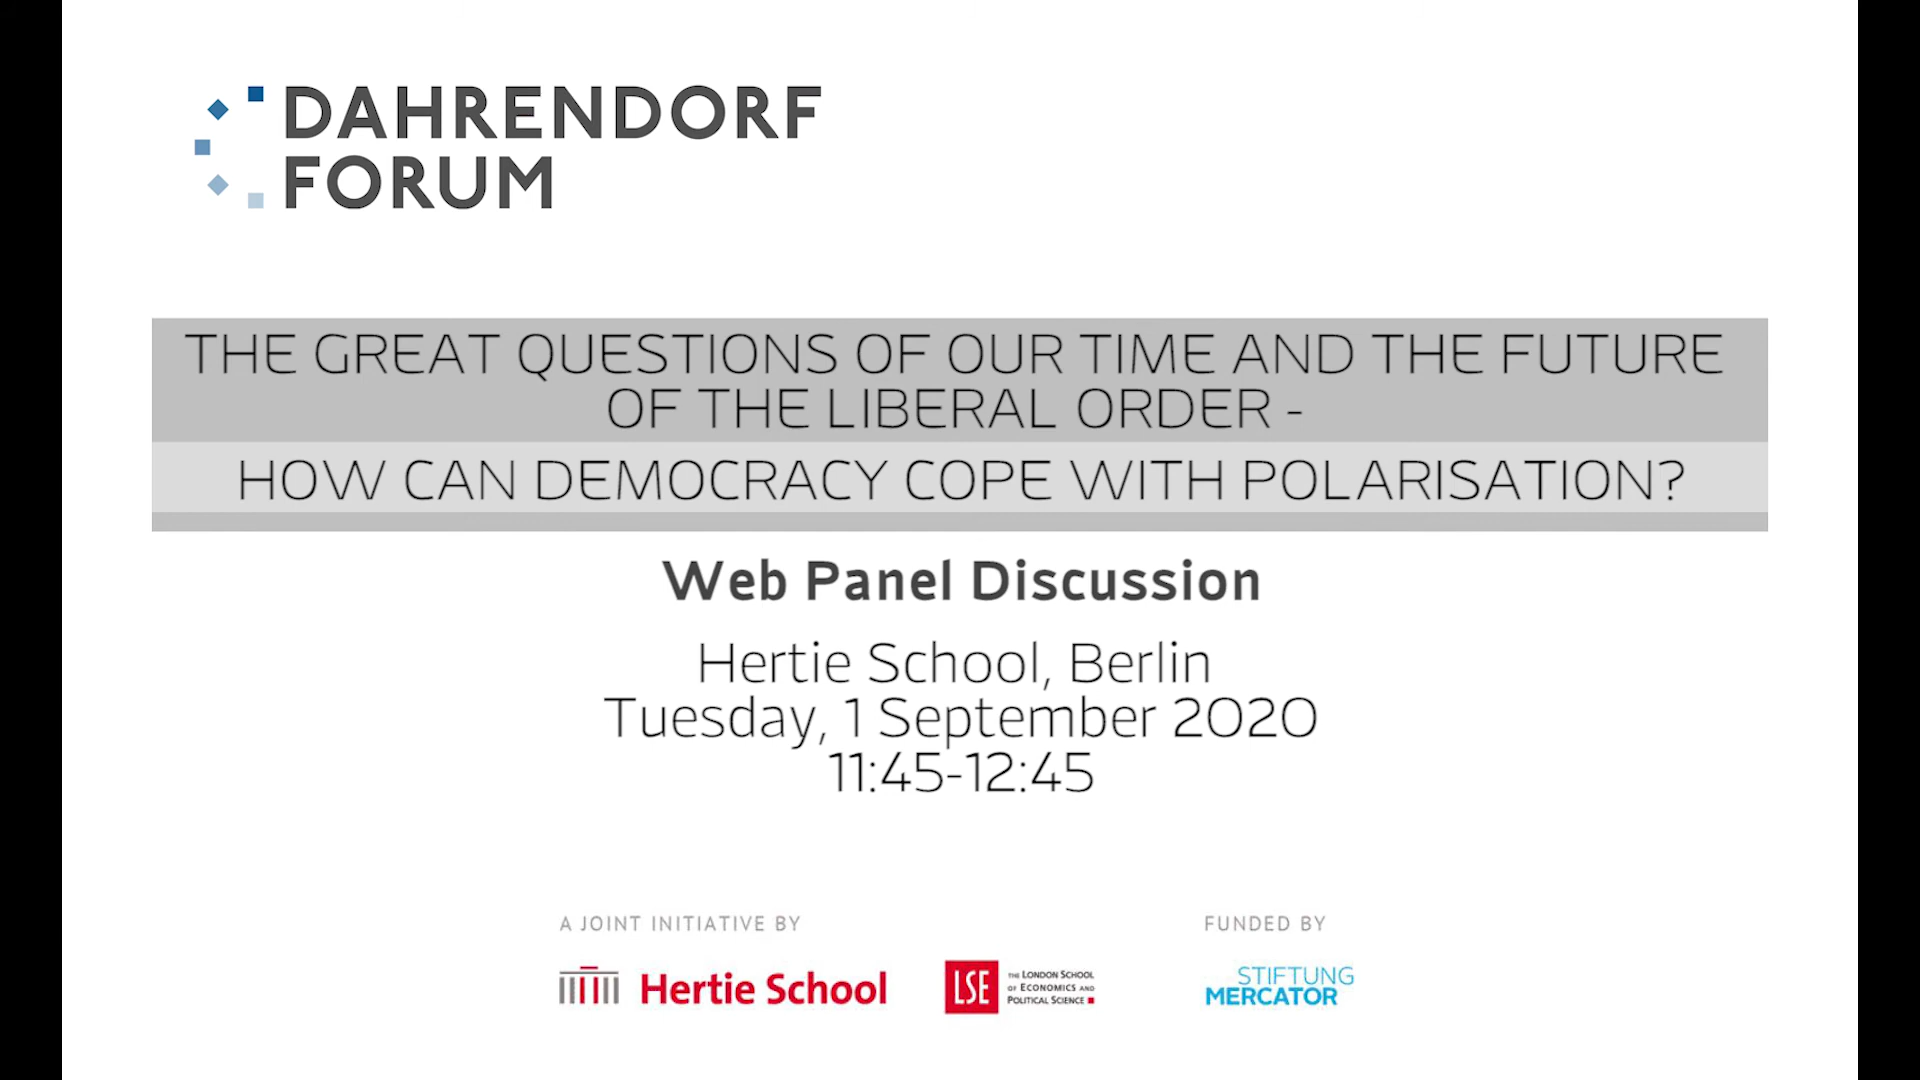 DAHRENDORF
FORUM
THE GREAT QUESTIONS OF OUR TIME AND THE FUTURE
OF THE LIBERAL ORDER -
HOW CAN DEMOCRACY COPE WITH POLARISATION?
Web Panel Discussion
Hertie School, Berlin
Tuesday, 1 September 2020
11:45-12:45
A JOINT INITIATIVE BY
Hertie School
LSE
THE LONDON SCHOOL
OF ECONOMICS AND
POLITICAL SCIENCE
FUNDED BY
STIFTUNG
MERCATOR